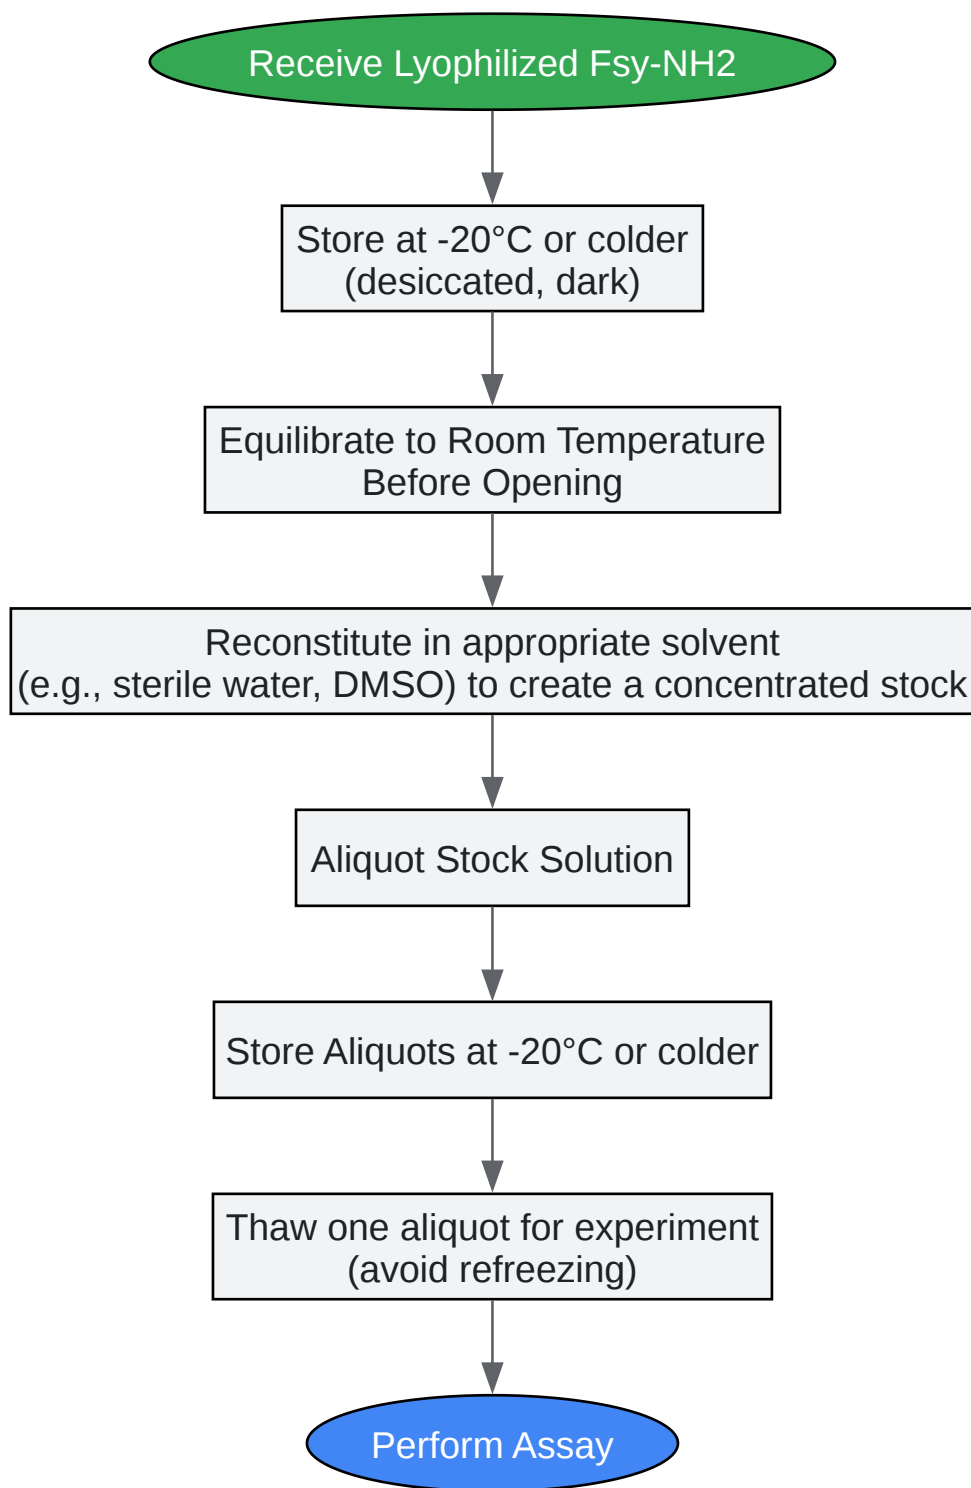 Receive Lyophilized Fsy-NH2
Store at -20°C or colder
(desiccated, dark)
Equilibrate to Room Temperature
Before Opening
Reconstitute in appropriate solvent
(e.g., sterile water, DMSO) to create a concentrated stock
Aliquot Stock Solution
Store Aliquots at -20°C or colder
Thaw one aliquot for experiment
(avoid refreezing)
Perform Assay